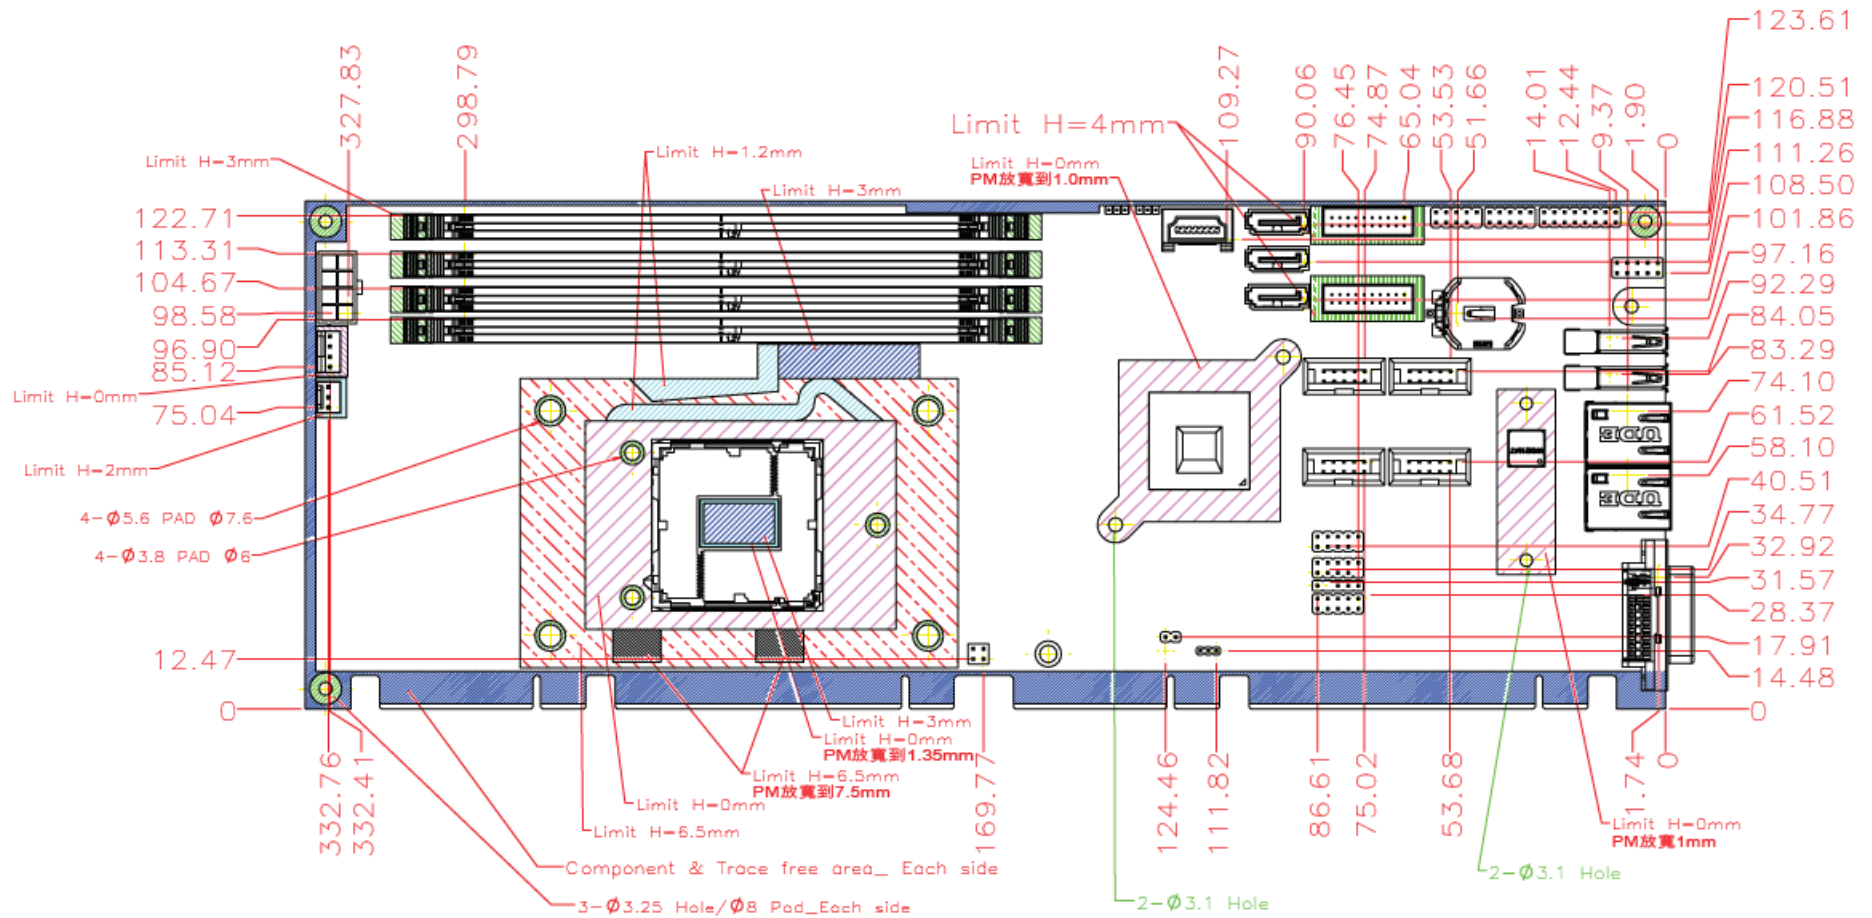 327.83
298.79
109.27
90.06
76.45
74.87
65.04
53.53
51.66
14.01
12.44
9.37
1.90
0
123.61
120.51
116.88
111.26
108.50
101.86
97.16
92.29
84.05
83.29
74.10
61.52
58.10
40.51
34.77
32.92
31.57
28.37
17.91
14.48
0
Limit H=4mm
Limit H=0mm
PM放寬到1.0mm
Limit H=3mm
Limit H=1.2mm
Limit H=3mm
122.71
113.31
104.67
98.58
96.90
85.12
Limit H=0mm
75.04
Limit H=2mm
4-Φ5.6 PAD Φ7.6
4-Φ3.8 PAD Φ6
12.47
0
Limit H=3mm
Limit H=0mm
PM放寬到1.35mm
Limit H=6.5mm
PM放寬到7.5mm
Limit H=0mm
Limit H=6.5mm
332.76
332.41
169.77
124.46
111.82
86.61
75.02
53.68
1.74
0
Limit H=0mm
PM放寬1mm
Component & Trace free area_ Each side
3-Φ3.25 Hole/Φ8 Pad_Each side
2-Φ3.1 Hole
2-Φ3.1 Hole